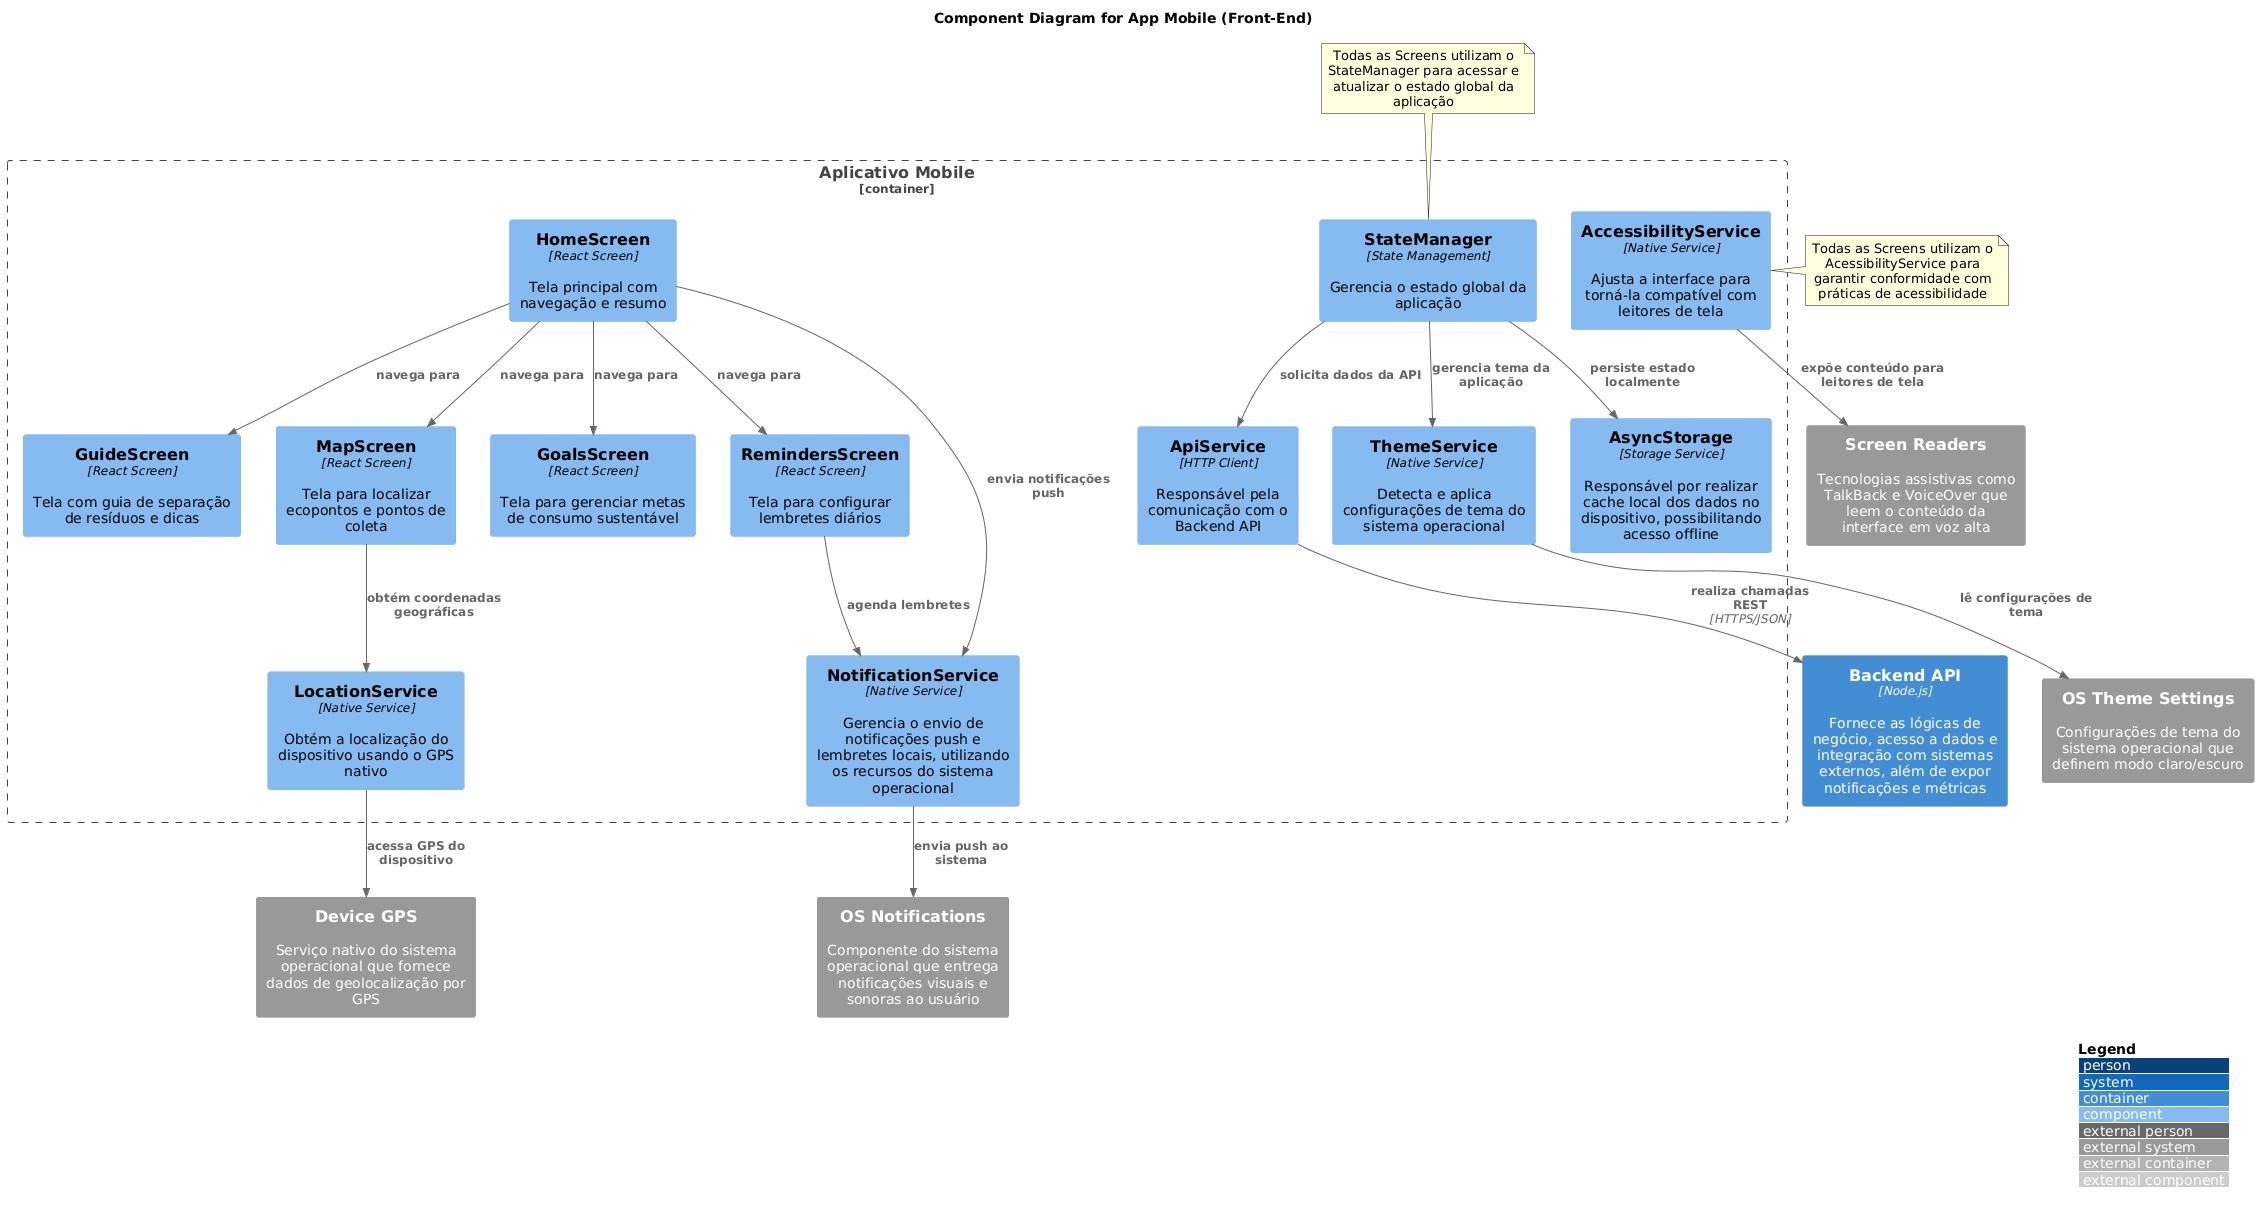 Component Diagram for App Mobile (Front-End)
Todas as Screens utilizam o
StateManager para acessar e
atualizar o estado global da
aplicação
Aplicativo Mobile
[container]
HomeScreen
[React Screen]
Tela principal com
navegação e resumo
StateManager
[State Management]
Gerencia o estado global da
aplicação
AccessibilityService
[Native Service]
Ajusta a interface para
torná-la compatível com
leitores de tela
Todas as Screens utilizam o
AcessibilityService para
garantir conformidade com
práticas de acessibilidade
navega para
navega para
navega para
navega para
envia notificações
push
solicita dados da API
gerencia tema da
aplicação
persiste estado
localmente
expõe conteúdo para
leitores de tela
GuideScreen
[React Screen]
Tela com guia de separação
de resíduos e dicas
MapScreen
[React Screen]
Tela para localizar
ecopontos e pontos de
coleta
GoalsScreen
[React Screen]
Tela para gerenciar metas
de consumo sustentável
RemindersScreen
[React Screen]
Tela para configurar
lembretes diários
ApiService
[HTTP Client]
Responsável pela
comunicação com o
Backend API
ThemeService
[Native Service]
Detecta e aplica
configurações de tema do
sistema operacional
AsyncStorage
[Storage Service]
Responsável por realizar
cache local dos dados no
dispositivo, possibilitando
acesso offline
Screen Readers
Tecnologias assistivas como
TalkBack e VoiceOver que
leem o conteúdo da
interface em voz alta
obtém coordenadas
geográficas
agenda lembretes
realiza chamadas
REST
[HTTPS/JSON]
lê configurações de
tema
LocationService
[Native Service]
Obtém a localização do
dispositivo usando o GPS
nativo
NotificationService
[Native Service]
Gerencia o envio de
notificações push e
lembretes locais, utilizando
os recursos do sistema
operacional
Backend API
[Node.js]
Fornece as lógicas de
negócio, acesso a dados e
integração com sistemas
externos, além de expor
notificações e métricas
OS Theme Settings
Configurações de tema do
sistema operacional que
definem modo claro/escuro
acessa GPS do
dispositivo
envia push ao
sistema
Device GPS
Serviço nativo do sistema
operacional que fornece
dados de geolocalização por
GPS
OS Notifications
Componente do sistema
operacional que entrega
notificações visuais e
sonoras ao usuário
Legend
person
system
container
component
external person
external system
external container
external component